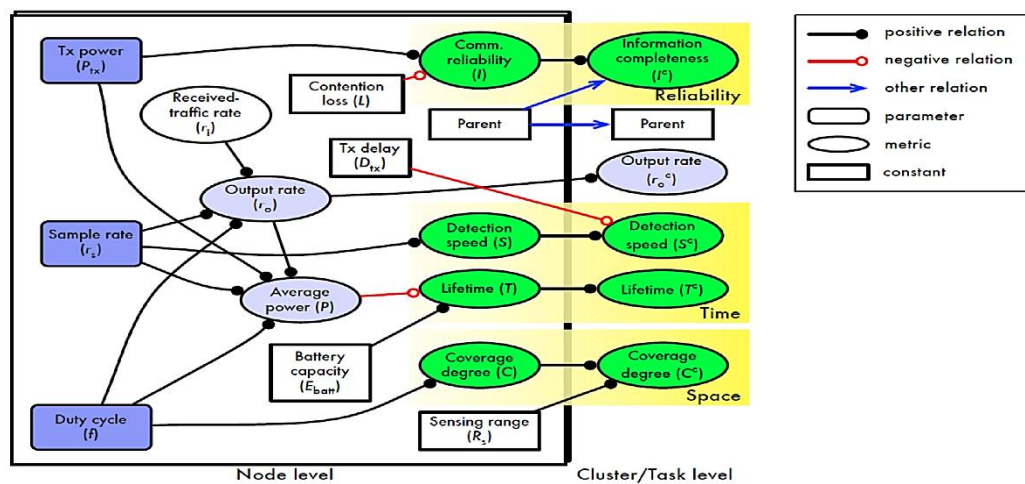 Tx power
(Ptx)
Comm.
reliability
(I)
Information
completeness
(Iᶜ)
Reliability
Contention
loss (L)
Received-
traffic rate
(ri)
Parent
Parent
Tx delay
(Dtx)
Output rate
(ro)
Output rate
(roᶜ)
Sample rate
(rs)
Detection
speed (S)
Detection
speed (Sᶜ)
Average
power (P)
Lifetime (T)
Lifetime (Tᶜ)
Time
Battery
capacity
(Ebatt)
Coverage
degree (C)
Coverage
degree (Cᶜ)
Space
Duty cycle
(f)
Sensing range
(Rs)
Node level
Cluster/Task level
positive relation
negative relation
other relation
parameter
metric
constant